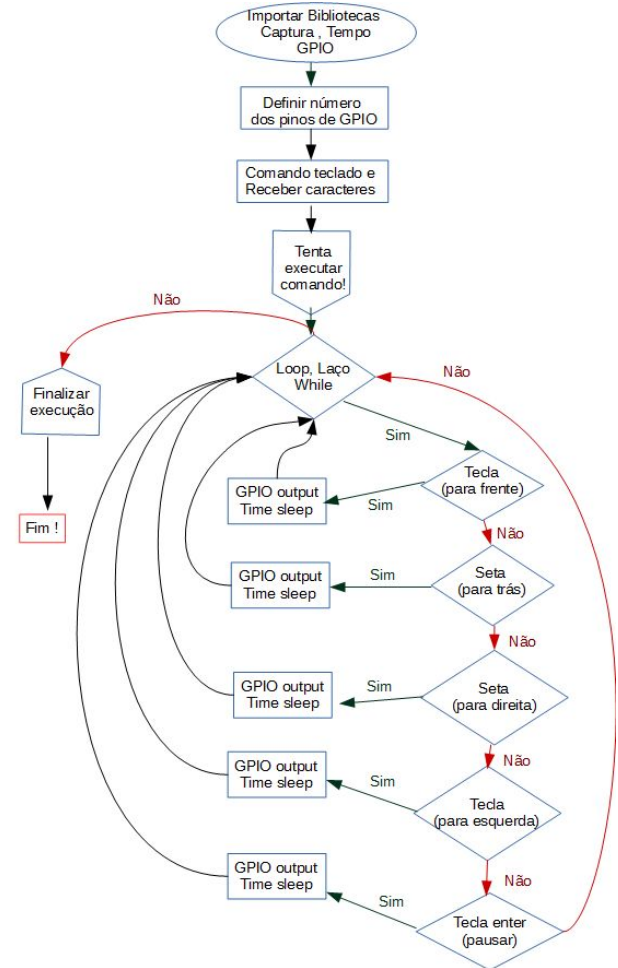 Importar Bibliotecas
Captura , Tempo
GPIO
Definir número
dos pinos de GPIO
Comando teclado e
Receber caracteres
Tenta
executar
comando!
Não
Loop, Laço
While
Não
Finalizar
execução
Fim !
Sim
Tecla
(para frente)
Sim
GPIO output
Time sleep
Não
Seta
(para trás)
Sim
GPIO output
Time sleep
Não
Seta
(para direita)
Sim
GPIO output
Time sleep
Não
Tecla
(para esquerda)
Sim
GPIO output
Time sleep
Não
Tecla enter
(pausar)
Sim
GPIO output
Time sleep